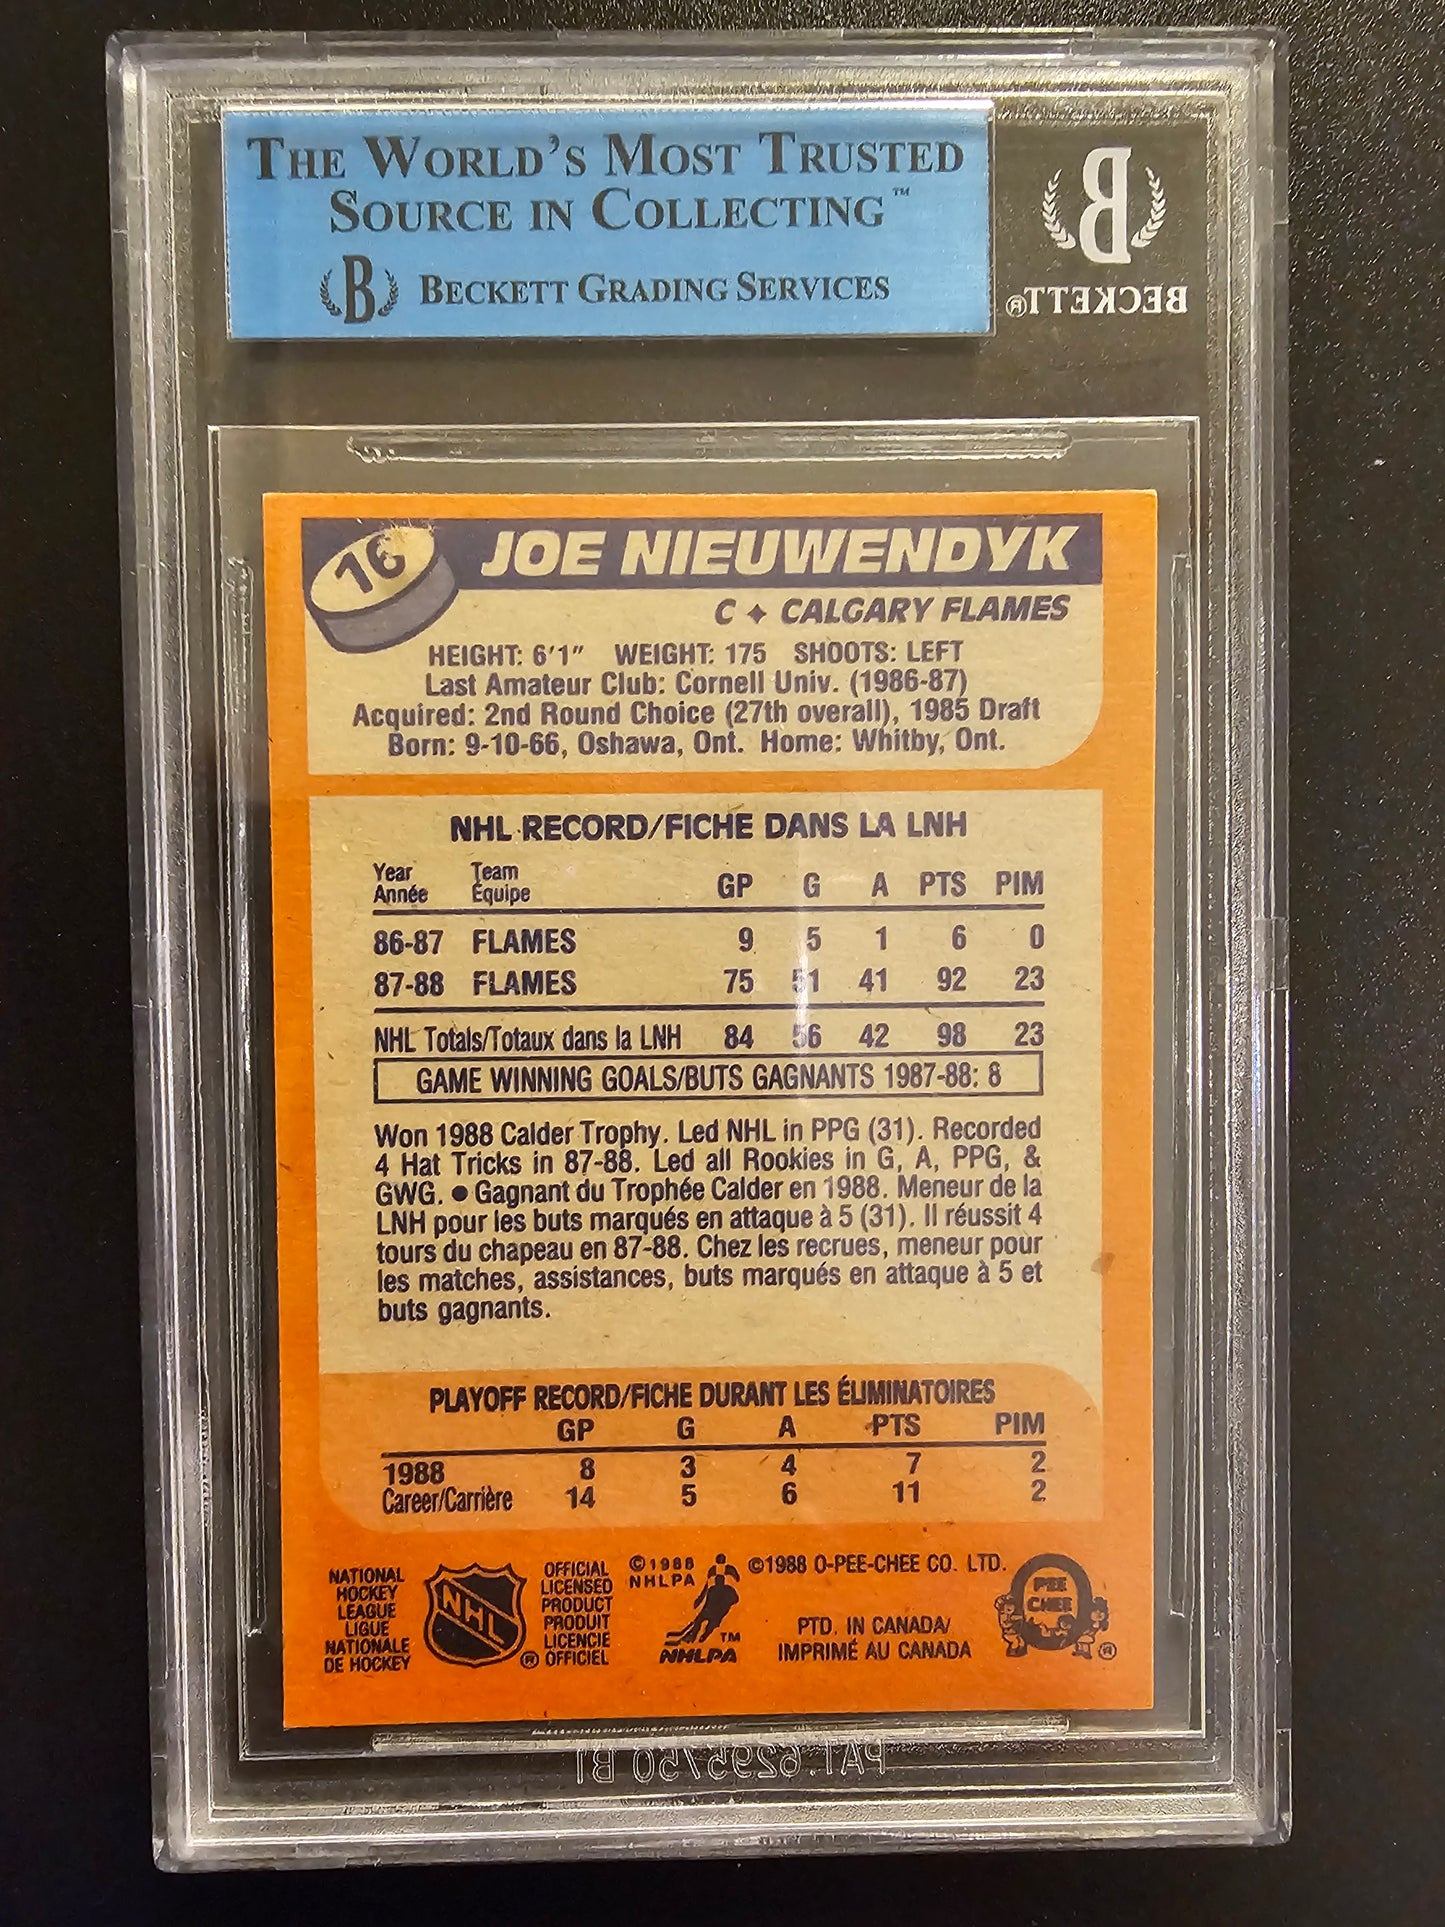 THE WORLD'S MOST TRUSTED
SOURCE IN COLLECTING™
B BECKETT GRADING SERVICES
B
BECKETT®
16
JOE NIEUWENDYK
C ✦ CALGARY FLAMES
HEIGHT: 6'1" WEIGHT: 175 SHOOTS: LEFT
Last Amateur Club: Cornell Univ. (1986-87)
Acquired: 2nd Round Choice (27th overall), 1985 Draft
Born: 9-10-66, Oshawa, Ont. Home: Whitby, Ont.
NHL RECORD/FICHE DANS LA LNH
Year Team
Année Équipe GP G A PTS PIM
86-87 FLAMES 9 5 1 6 0
87-88 FLAMES 75 51 41 92 23
NHL Totals/Totaux dans la LNH 84 56 42 98 23
GAME WINNING GOALS/BUTS GAGNANTS 1987-88: 8
Won 1988 Calder Trophy. Led NHL in PPG (31). Recorded
4 Hat Tricks in 87-88. Led all Rookies in G, A, PPG, &
GWG. ● Gagnant du Trophée Calder en 1988. Meneur de la
LNH pour les buts marqués en attaque à 5 (31). Il réussit 4
tours du chapeau en 87-88. Chez les recrues, meneur pour
les matches, assistances, buts marqués en attaque à 5 et
buts gagnants.
PLAYOFF RECORD/FICHE DURANT LES ÉLIMINATOIRES
GP G A PTS PIM
1988 8 3 4 7 2
Career/Carrière 14 5 6 11 2
NATIONAL
HOCKEY
LEAGUE
LIGUE
NATIONALE
DE HOCKEY
NHL
OFFICIAL
LICENSED
PRODUCT
PRODUIT
LICENCIE
® OFFICIEL
©1988
NHLPA
™
NHLPA
©1988 O-PEE-CHEE CO. LTD.
PTD. IN CANADA/
IMPRIMÉ AU CANADA
PEE
CHEE
®